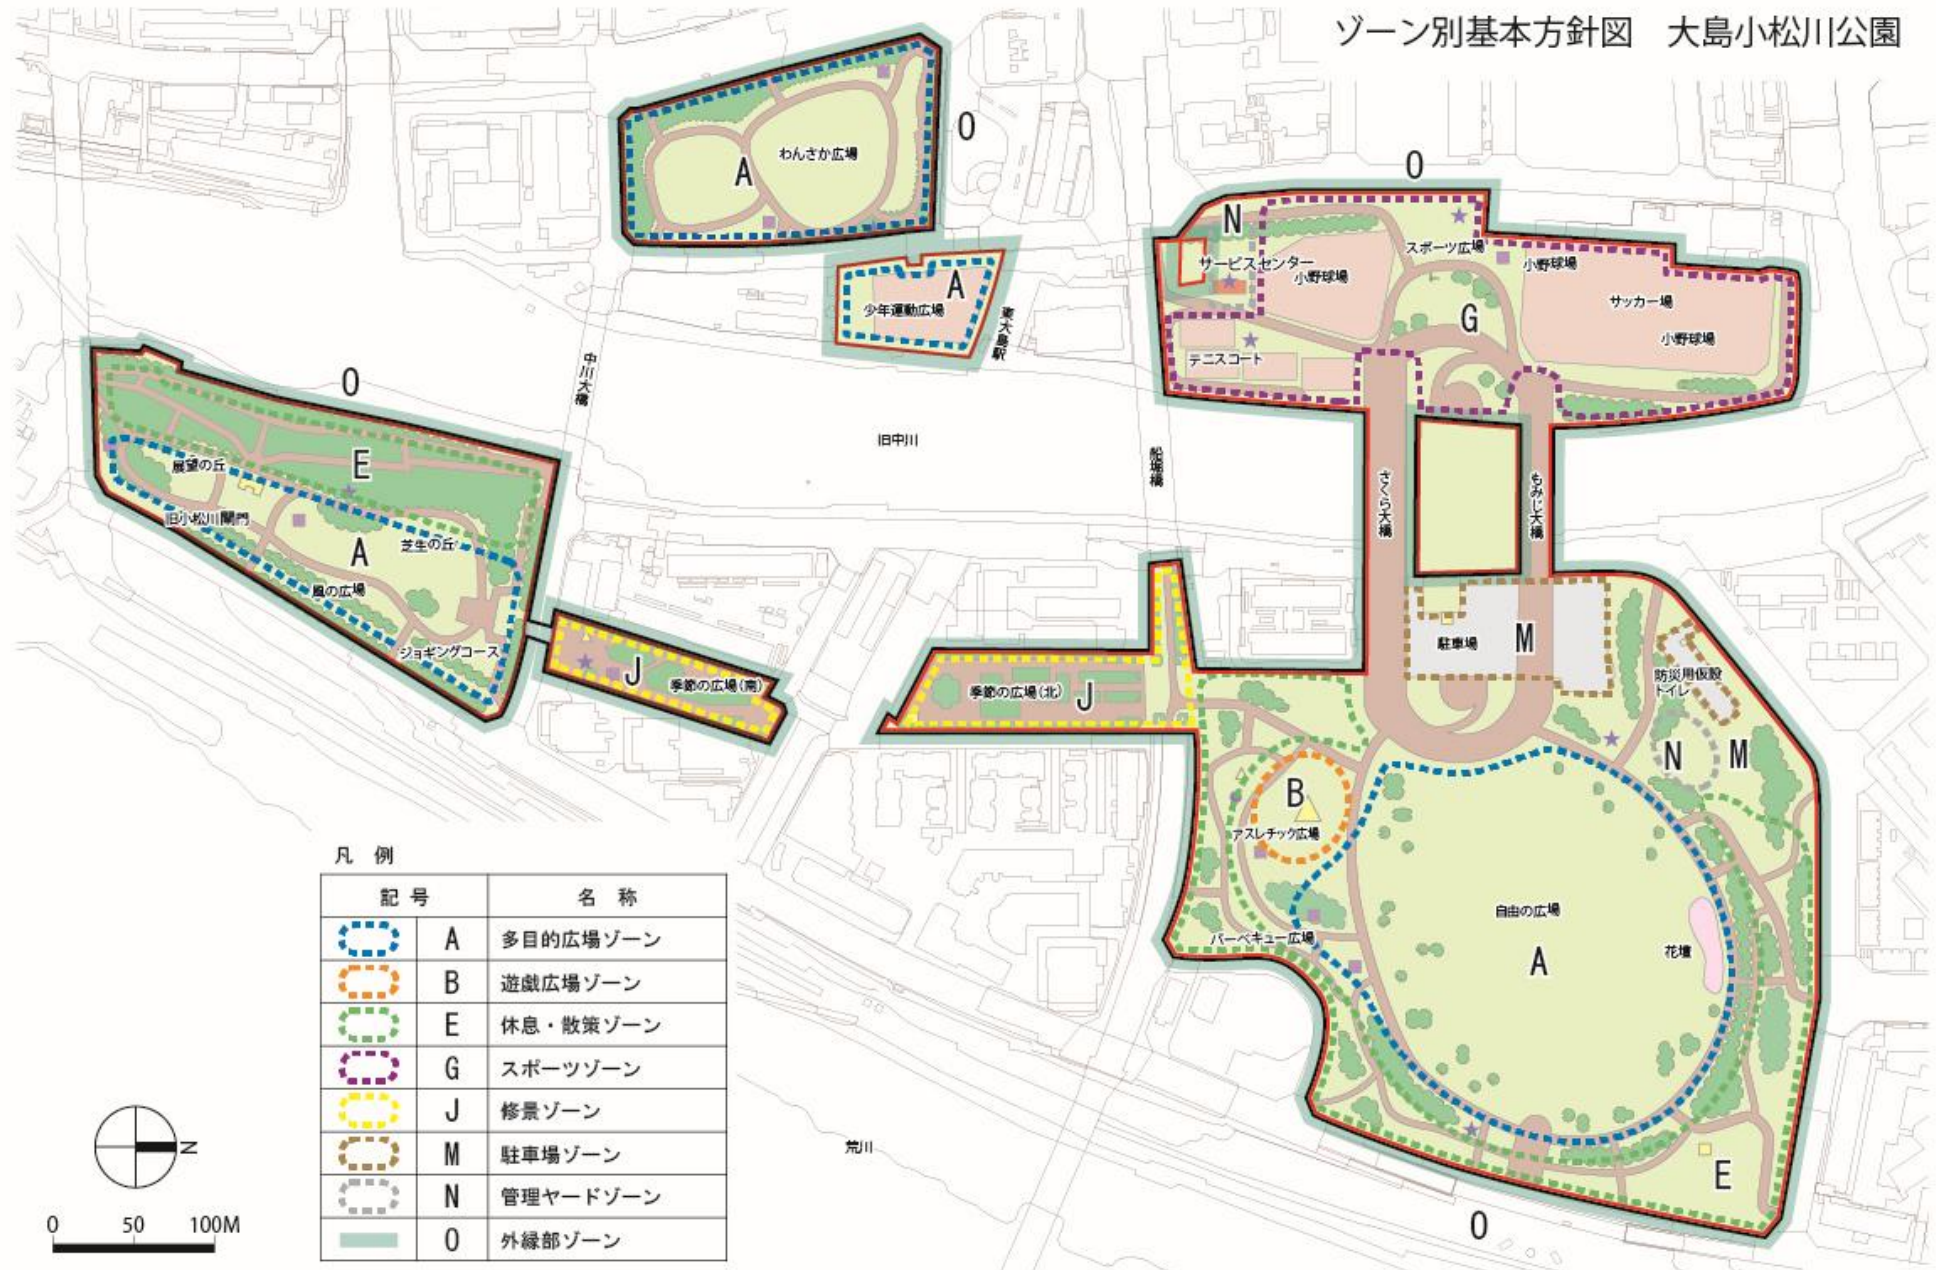 ゾーン別基本方針図　大島小松川公園
O
わんさか広場
A
O
N
スポーツ広場
サービスセンター
小野球場
小野球場
A
少年運動広場
サッカー場
G
小野球場
東大島駅
テニスコート
中川大橋
O
旧中川
船堀橋
さくら大橋
もみじ大橋
展望の丘
E
旧小松川閘門
芝生の丘
A
風の広場
ジョギングコース
駐車場
M
防災用仮設
トイレ
J
季節の広場(南)
季節の広場(北)
J
N
M
B
アスレチック広場
自由の広場
バーベキュー広場
花壇
A
E
O
荒川
凡　例
記 号　名　称
A　多目的広場ゾーン
B　遊戯広場ゾーン
E　休息・散策ゾーン
G　スポーツゾーン
J　修景ゾーン
M　駐車場ゾーン
N　管理ヤードゾーン
O　外縁部ゾーン
N
0　50　100M